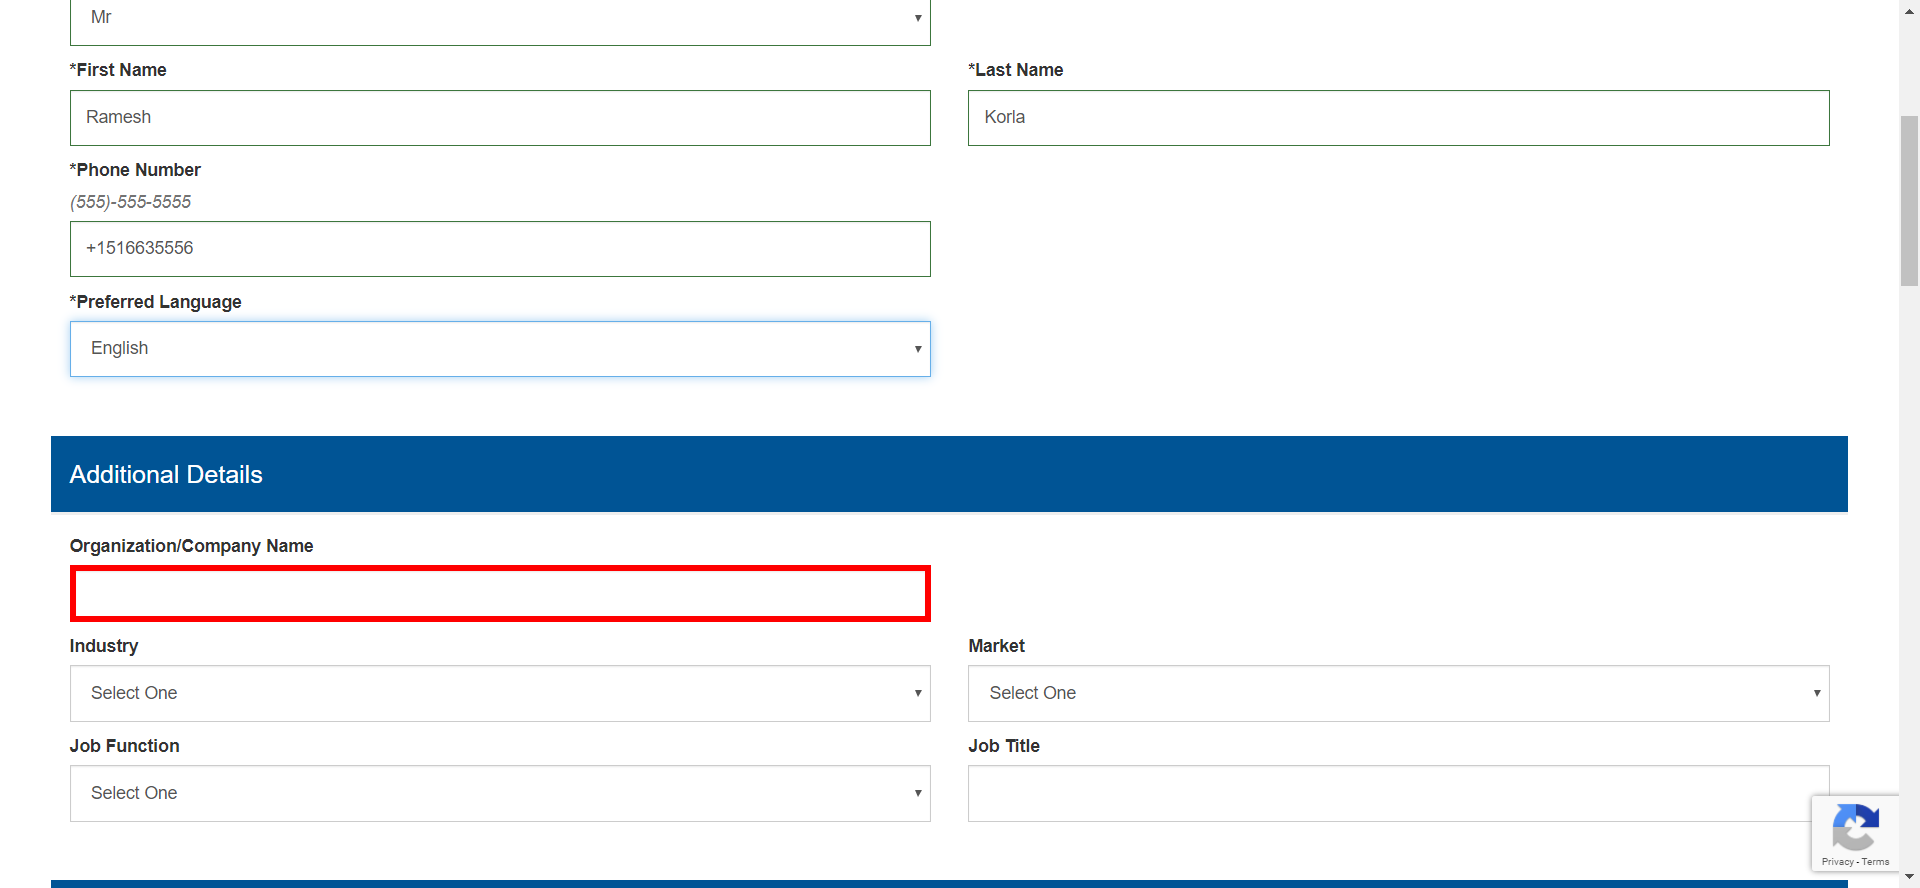 Mr
*First Name
*Last Name
Ramesh
Korla
*Phone Number
(555)-555-5555
+1516635556
*Preferred Language
English
Additional Details
Organization/Company Name
Industry
Market
Select One
Select One
Job Function
Job Title
Select One
Privacy - Terms